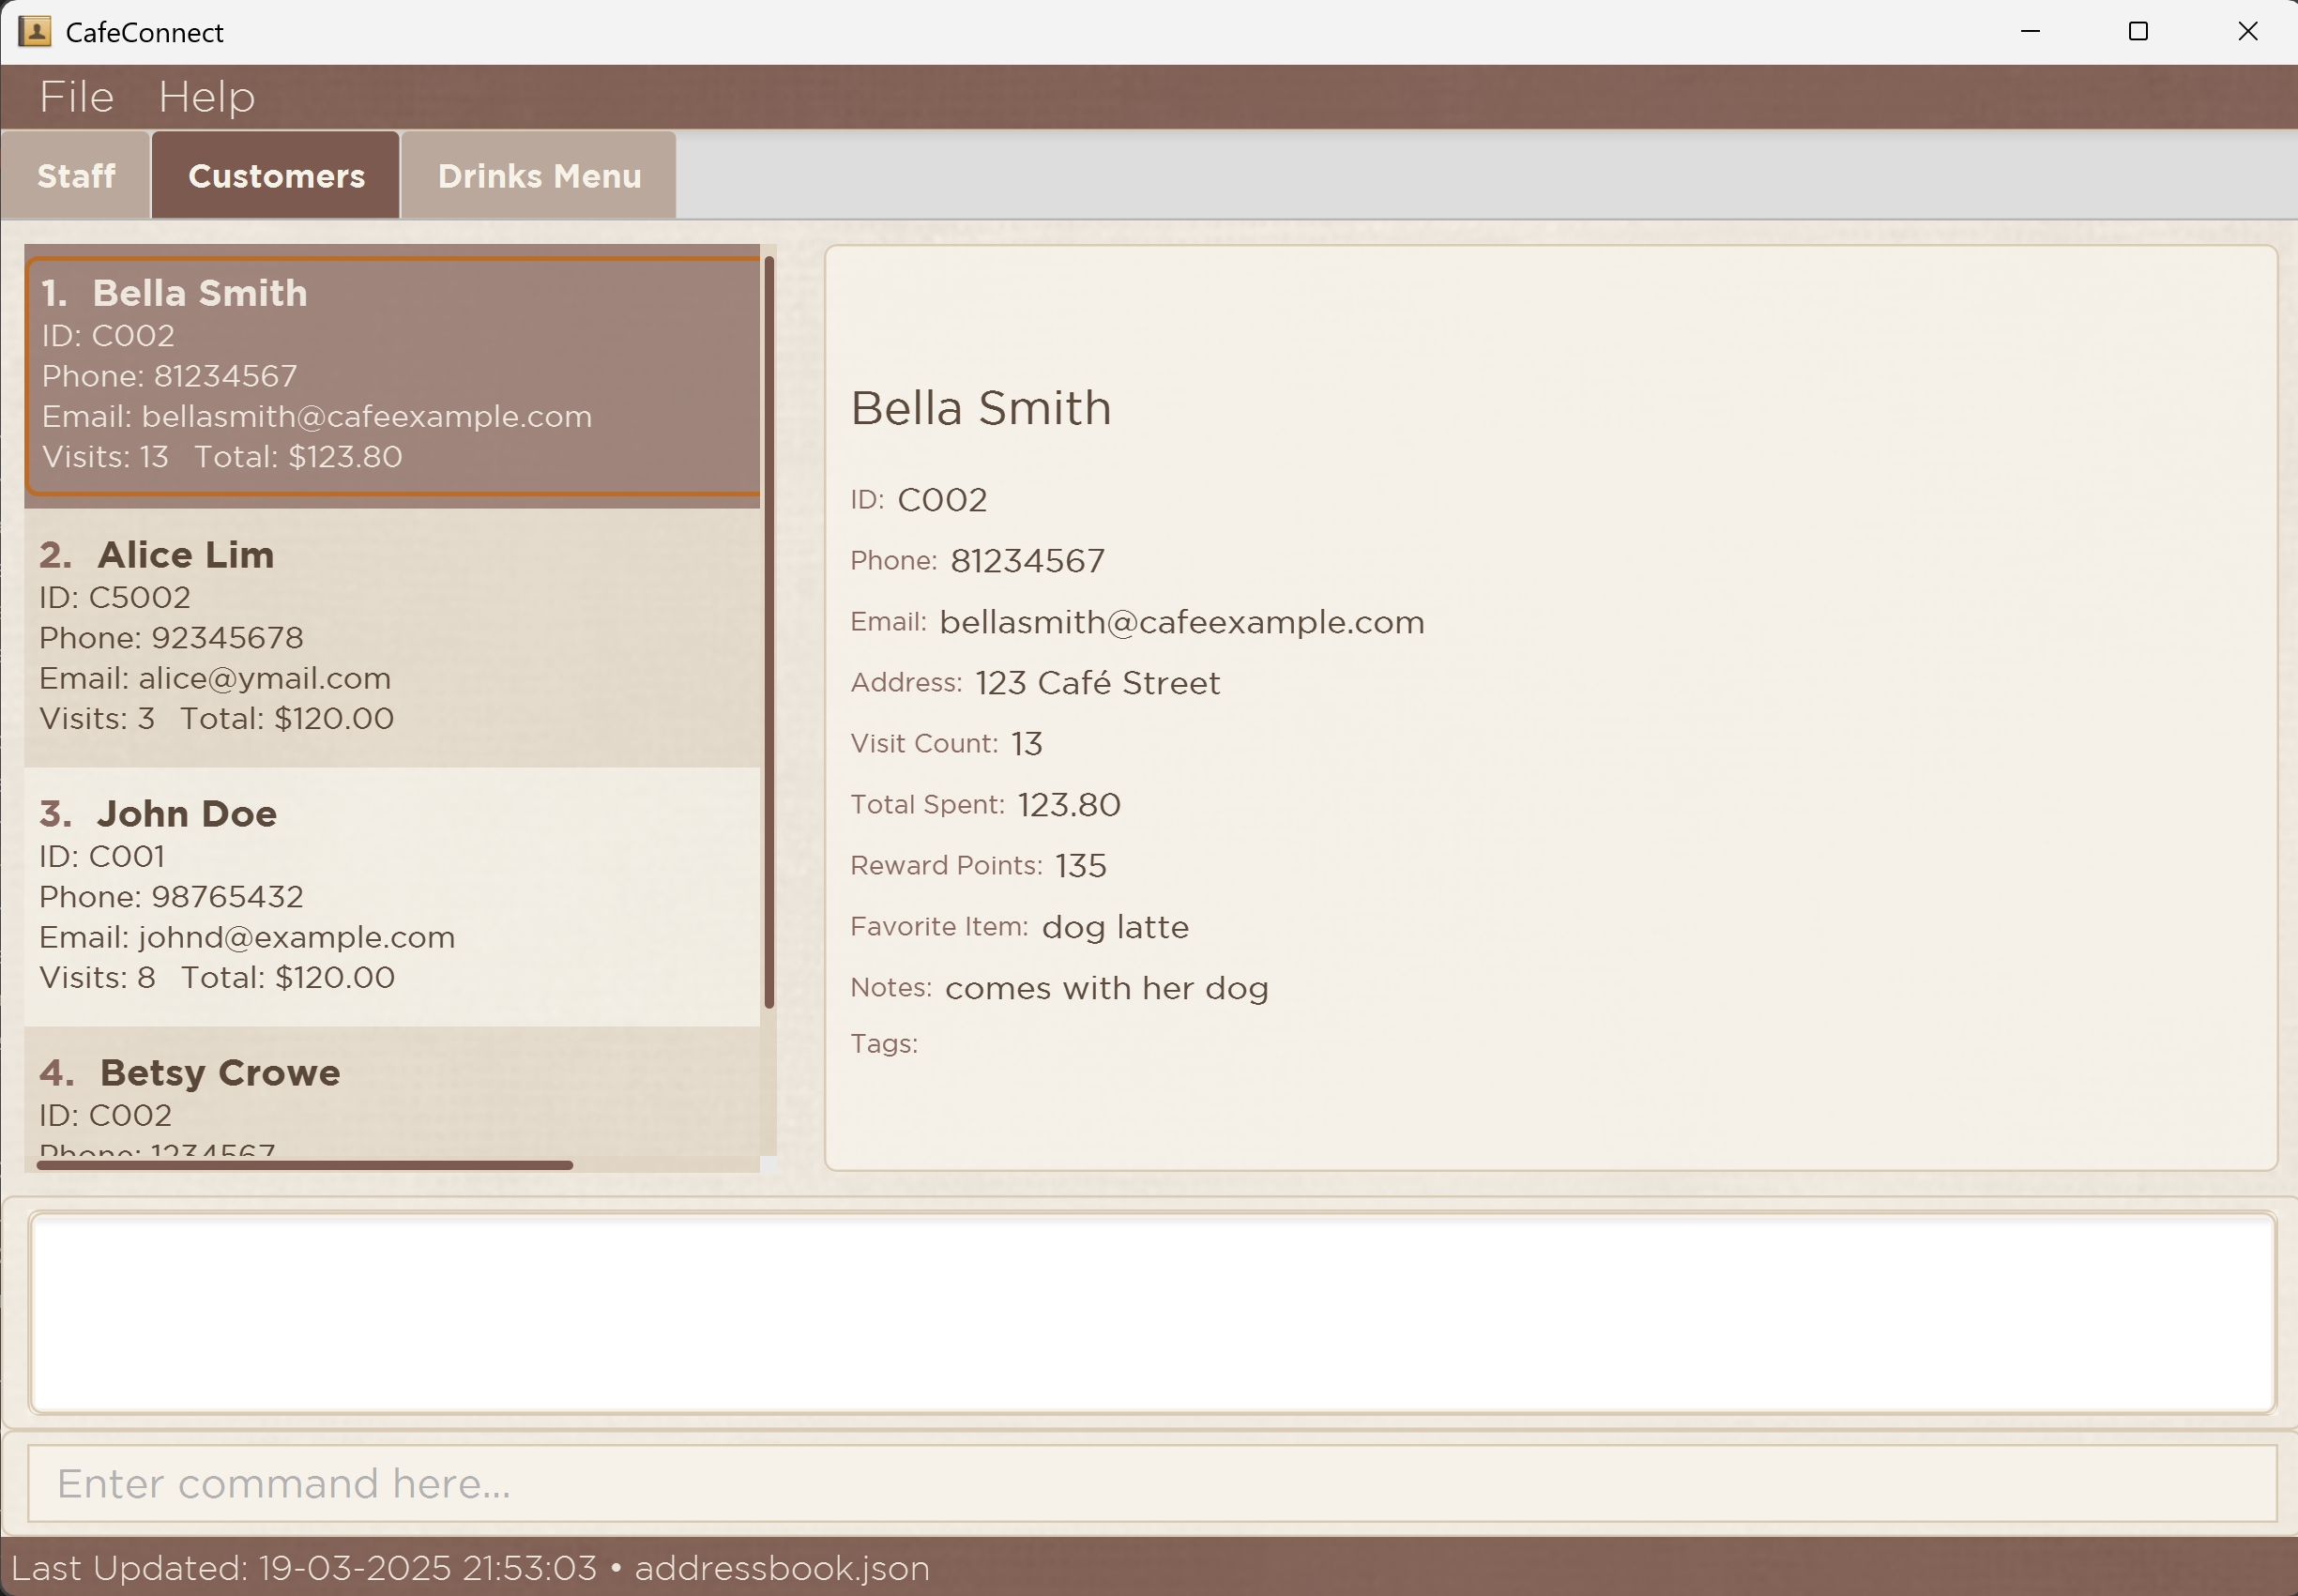 CafeConnect
File Help
Staff Customers Drinks Menu
1. Bella Smith
ID: C002
Phone: 81234567
Email: bellasmith@cafeexample.com
Visits: 13 Total: $123.80
2. Alice Lim
ID: C5002
Phone: 92345678
Email: alice@ymail.com
Visits: 3 Total: $120.00
3. John Doe
ID: C001
Phone: 98765432
Email: johnd@example.com
Visits: 8 Total: $120.00
4. Betsy Crowe
ID: C002
Phone: 1234567
Bella Smith
ID: C002
Phone: 81234567
Email: bellasmith@cafeexample.com
Address: 123 Café Street
Visit Count: 13
Total Spent: 123.80
Reward Points: 135
Favorite Item: dog latte
Notes: comes with her dog
Tags:
Enter command here...
Last Updated: 19-03-2025 21:53:03 • addressbook.json